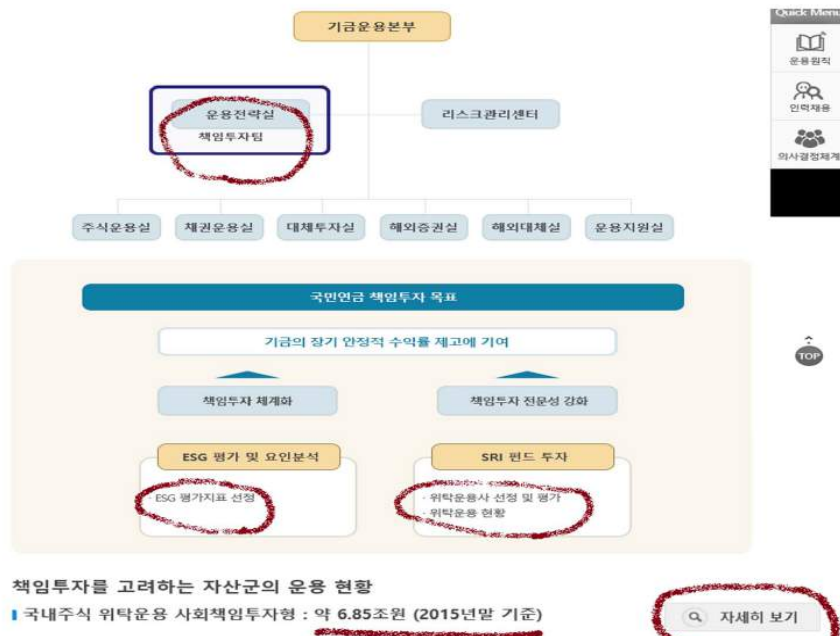 Quick Menu
기금운용본부
운용원칙
운용전략실
리스크관리센터
책임투자팀
인력채용
의사결정체계
주식운용실 채권운용실 대체투자실 해외증권실 해외대체실 운용지원실
국민연금 책임투자 목표
기금의 장기 안정적 수익률 제고에 기여
TOP
책임투자 체계화
책임투자 전문성 강화
ESG 평가 및 요인분석
SRI 펀드 투자
· ESG 평가지표 선정
· 위탁운용사 선정 및 평가
· 위탁운용 현황
책임투자를 고려하는 자산군의 운용 현황
국내주식 위탁운용 사회책임투자형 : 약 6.85조원 (2015년말 기준)
자세히 보기